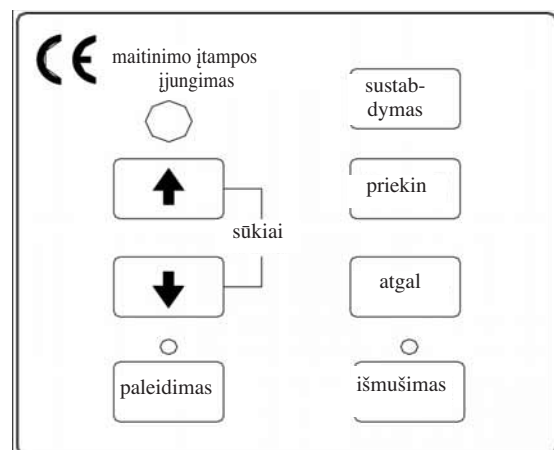 CE
maitinimo įtampos
įjungimas
sustab-
dymas
priekin
sūkiai
atgal
paleidimas
išmušimas